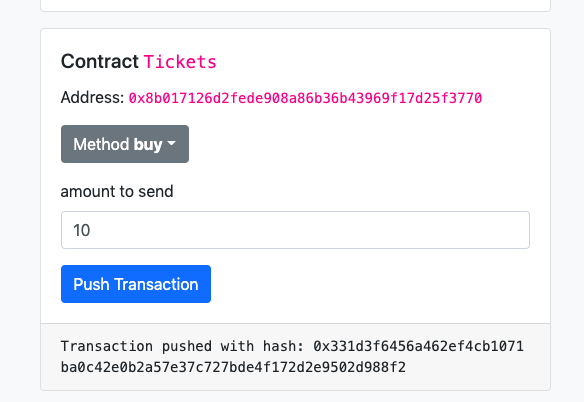 Contract Tickets
Address: 0x8b017126d2fede908a86b36b43969f17d25f3770
Method buy
amount to send
10
Push Transaction
Transaction pushed with hash: 0x331d3f6456a462ef4cb1071
ba0c42e0b2a57e37c727bde4f172d2e9502d988f2